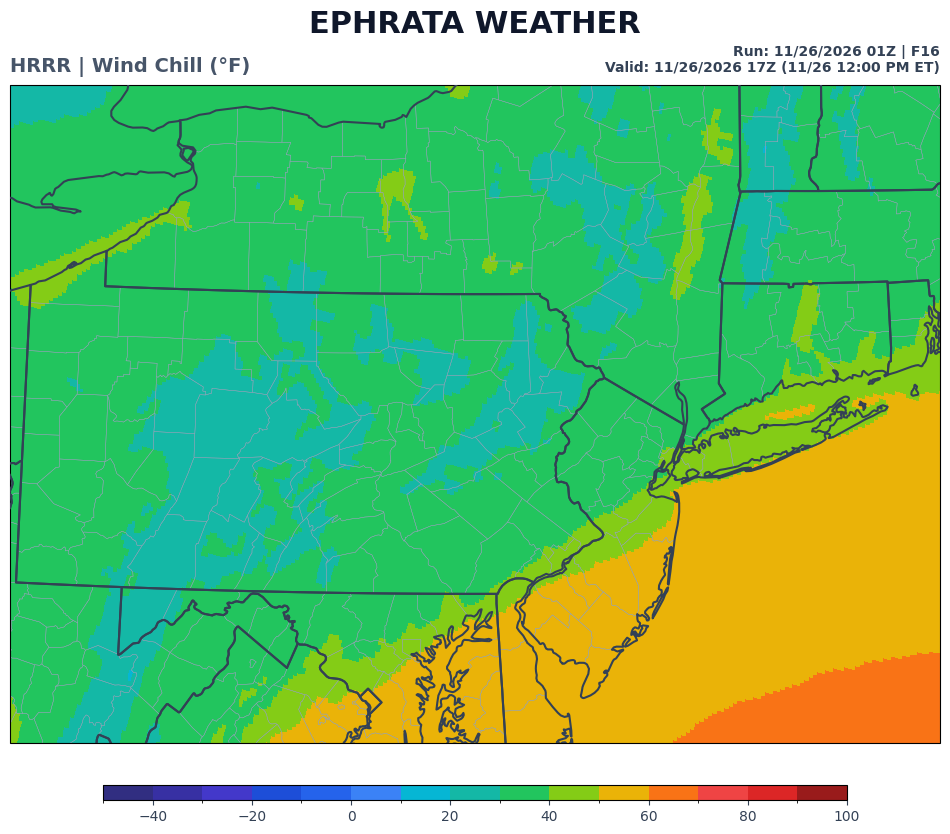 EPHRATA WEATHER
HRRR | Wind Chill (°F)
Run: 11/26/2026 01Z | F16
Valid: 11/26/2026 17Z (11/26 12:00 PM ET)
−40 −20 0 20 40 60 80 100